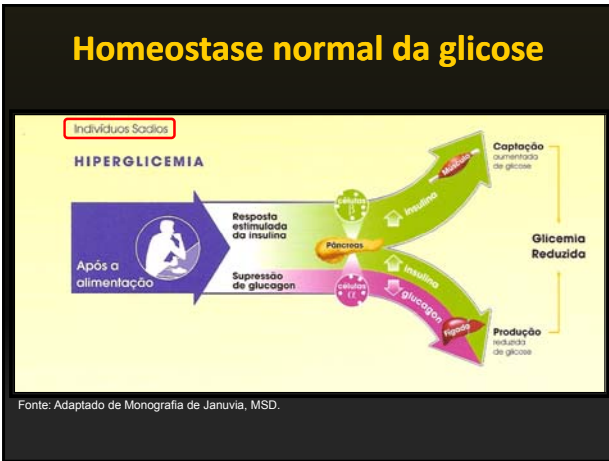 Homeostase normal da glicose
Indivíduos Sadios
HIPERGLICEMIA
Após a
alimentação
Resposta
estimulada
da insulina
Supressão
de glucagon
células
β
Pâncreas
células
α
insulina
Músculo
insulina
glucagon
Fígado
Captação
aumentada
de glicose
Glicemia
Reduzida
Produção
reduzida
de glicose
Fonte: Adaptado de Monografia de Januvia, MSD.